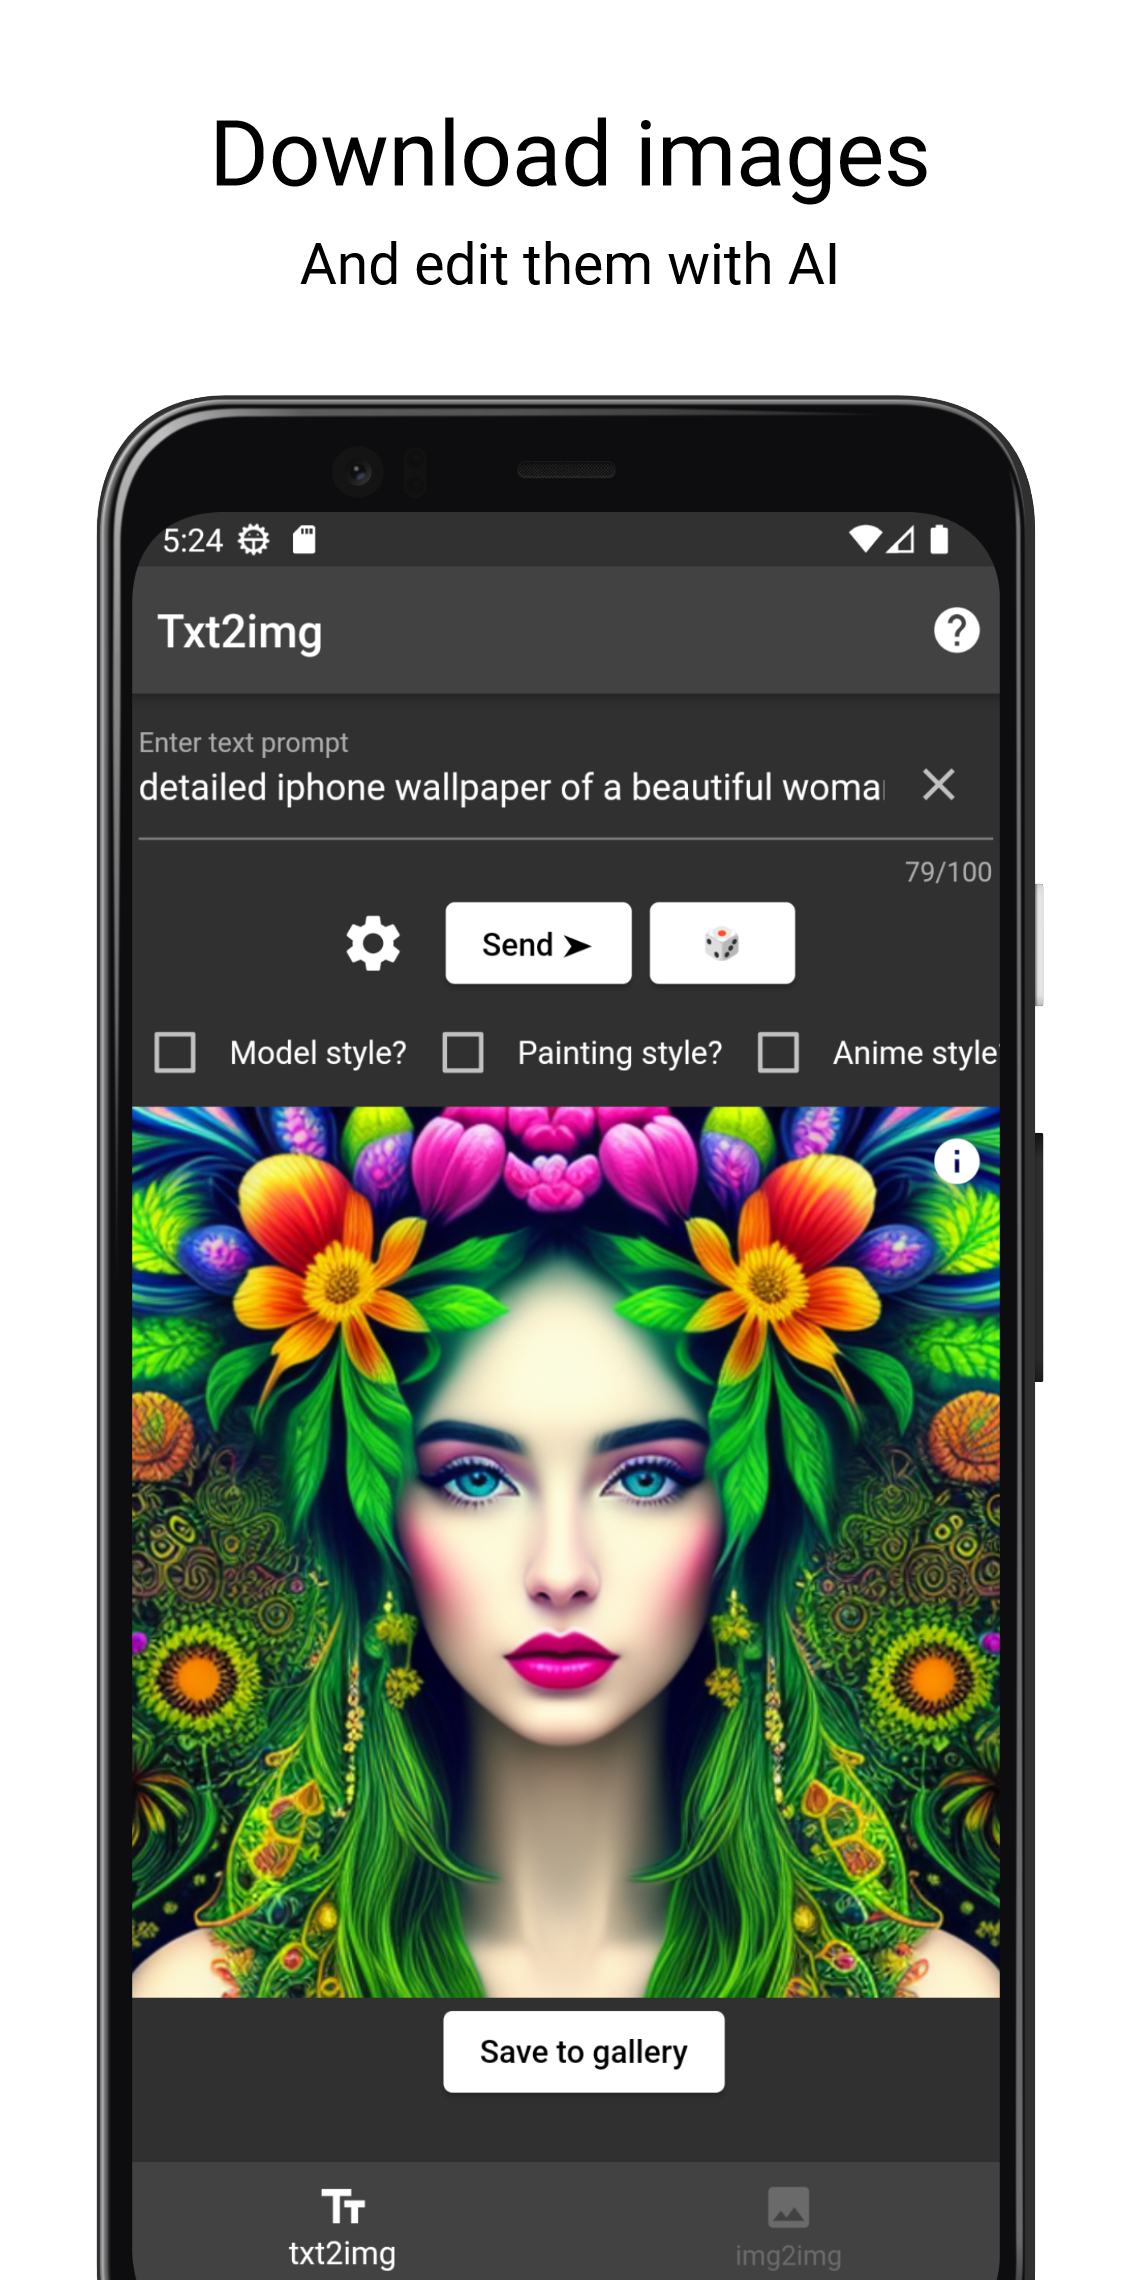 Download images
And edit them with AI
5:24
Txt2img
Enter text prompt
detailed iphone wallpaper of a beautiful
79/100
Send
Model style? Painting style? Anime style
Save to gallery
txt2img img2img